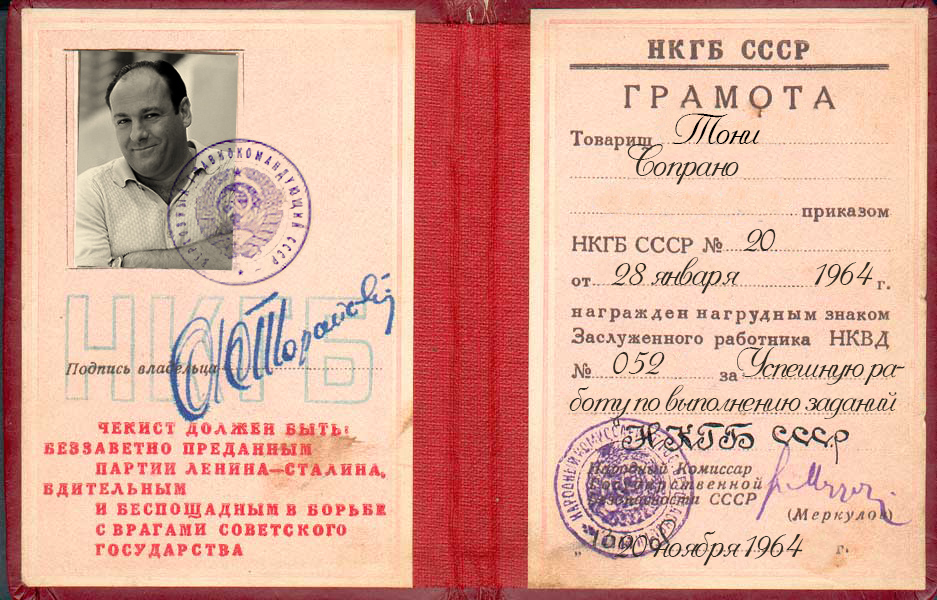 НКГБ
Подпись владельца
ЧЕКИСТ ДОЛЖЕН БЫТЬ:
БЕЗЗАВЕТНО ПРЕДАННЫМ
ПАРТИИ ЛЕНИНА—СТАЛИНА,
БДИТЕЛЬНЫМ
И БЕСПОЩАДНЫМ В БОРЬБЕ
С ВРАГАМИ СОВЕТСКОГО
ГОСУДАРСТВА
НКГБ СССР
ГРАМОТА
Товарищ Тони
Сопрано
приказом
НКГБ СССР № 20
от 28 января 1964 г.
награжден нагрудным знаком
Заслуженного работника НКВД
№ 052 за Успешную ра-
боту по выполнению заданий
НКГБ СССР
Народный Комиссар
Государственной
Безопасности СССР
(Меркулов)
„ 20 ноября 1964 г.